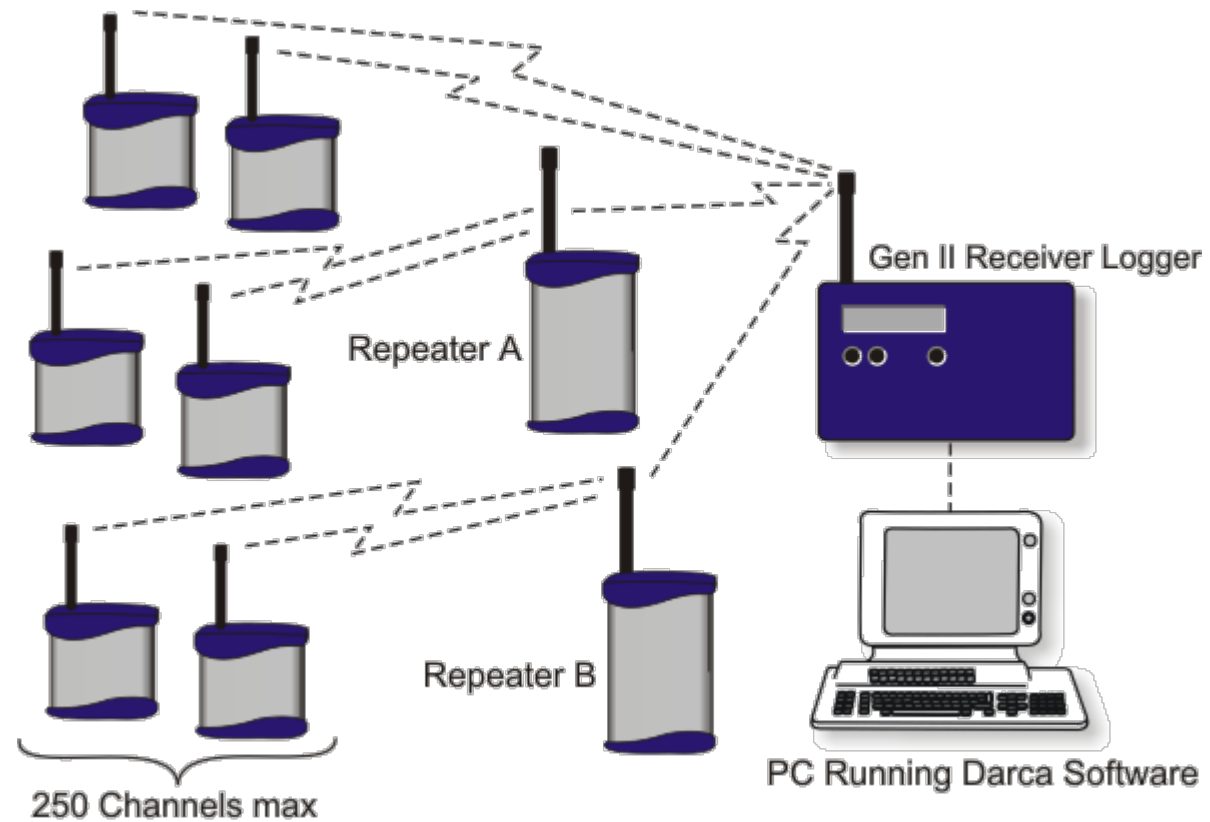 Gen II Receiver Logger
Repeater A
Repeater B
PC Running Darca Software
250 Channels max